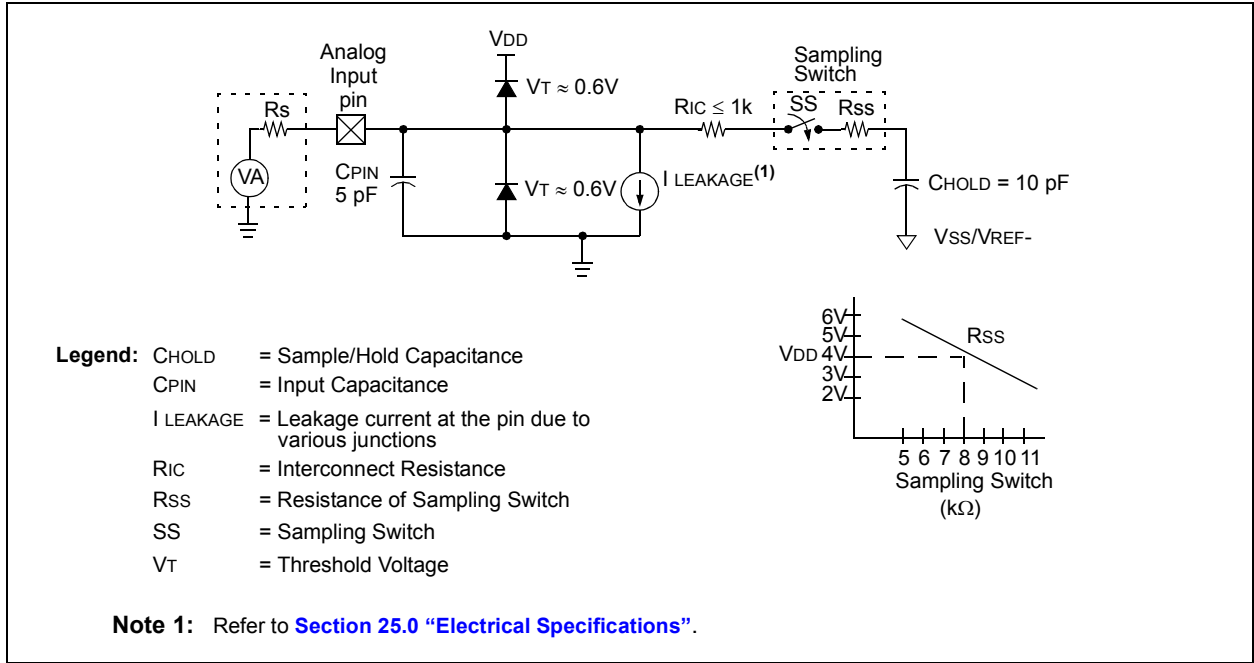 VDD
Analog
Input
pin
Sampling
Switch
VT ≈ 0.6V
Rs
RIC ≤ 1k
SS
Rss
VA
CPIN
5 pF
VT ≈ 0.6V
I LEAKAGE(1)
CHOLD = 10 pF
VSS/VREF-
6V
5V
VDD 4V
3V
2V
RSS
5 6 7 8 9 10 11
Sampling Switch
(kΩ)
Legend: CHOLD = Sample/Hold Capacitance
CPIN = Input Capacitance
I LEAKAGE = Leakage current at the pin due to
various junctions
RIC = Interconnect Resistance
RSS = Resistance of Sampling Switch
SS = Sampling Switch
VT = Threshold Voltage
Note 1: Refer to Section 25.0 “Electrical Specifications”.